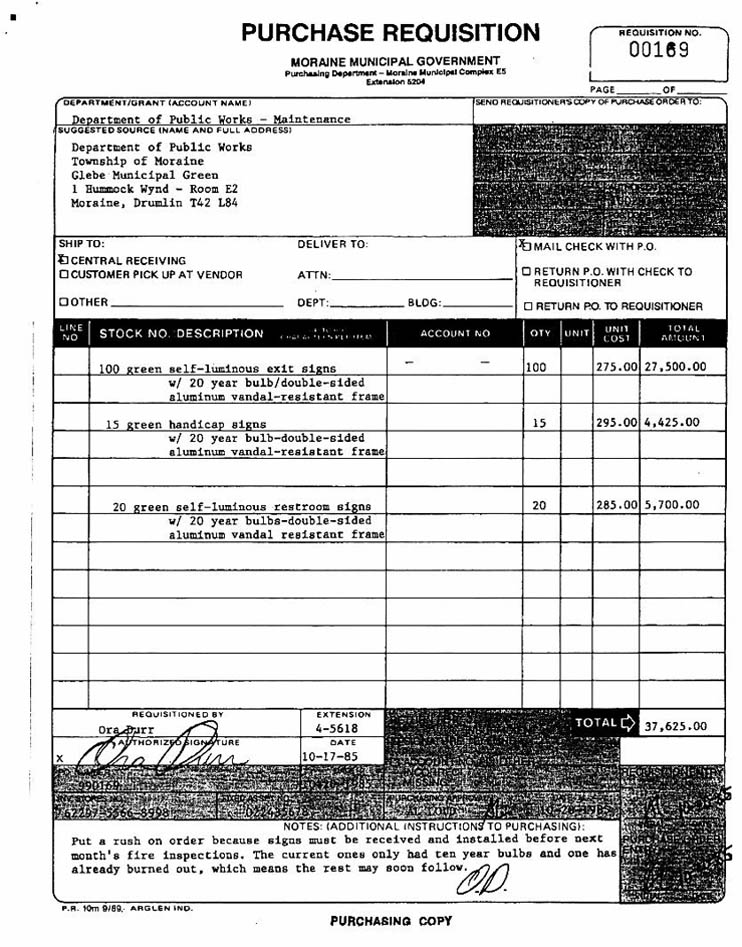 PURCHASE REQUISITION
MORAINE MUNICIPAL GOVERNMENT
Purchasing Department – Moraine Municipal Complex E5
Extension 5204
REQUISITION NO.
00169
PAGE OF
DEPARTMENT/GRANT (ACCOUNT NAME)
Department of Public Works - Maintenance
SEND REQUISITIONER'S COPY OF PURCHASE ORDER TO:
SUGGESTED SOURCE (NAME AND FULL ADDRESS)
Department of Public Works
Township of Moraine
Glebe Municipal Green
1 Hummock Wynd - Room E2
Moraine, Drumlin T42 L84
SHIP TO: DELIVER TO:
X CENTRAL RECEIVING
CUSTOMER PICK UP AT VENDOR ATTN:
OTHER DEPT: BLDG:
X MAIL CHECK WITH P.O.
RETURN P.O. WITH CHECK TO
REQUISITIONER
RETURN P.O. TO REQUISITIONER
LINE NO STOCK NO. DESCRIPTION ACCOUNT NO QTY UNIT UNIT COST TOTAL AMOUNT
100 green self-luminous exit signs – – 100 275.00 27,500.00
w/ 20 year bulb/double-sided
aluminum vandal-resistant frame
15 green handicap signs 15 295.00 4,425.00
w/ 20 year bulb-double-sided
aluminum vandal-resistant frame
20 green self-luminous restroom signs 20 285.00 5,700.00
w/ 20 year bulbs-double-sided
aluminum vandal resistant frame
REQUISITIONED BY EXTENSION
Ora Durr 4-5618
TOTAL 37,625.00
AUTHORIZED SIGNATURE DATE
x Ora Durr 10-17-85
NOTES: (ADDITIONAL INSTRUCTIONS TO PURCHASING):
Put a rush on order because signs must be received and installed before next
month's fire inspections. The current ones only had ten year bulbs and one has
already burned out, which means the rest may soon follow.
O.D.
P.R. 10m 9/89- ARGLEN IND.
PURCHASING COPY